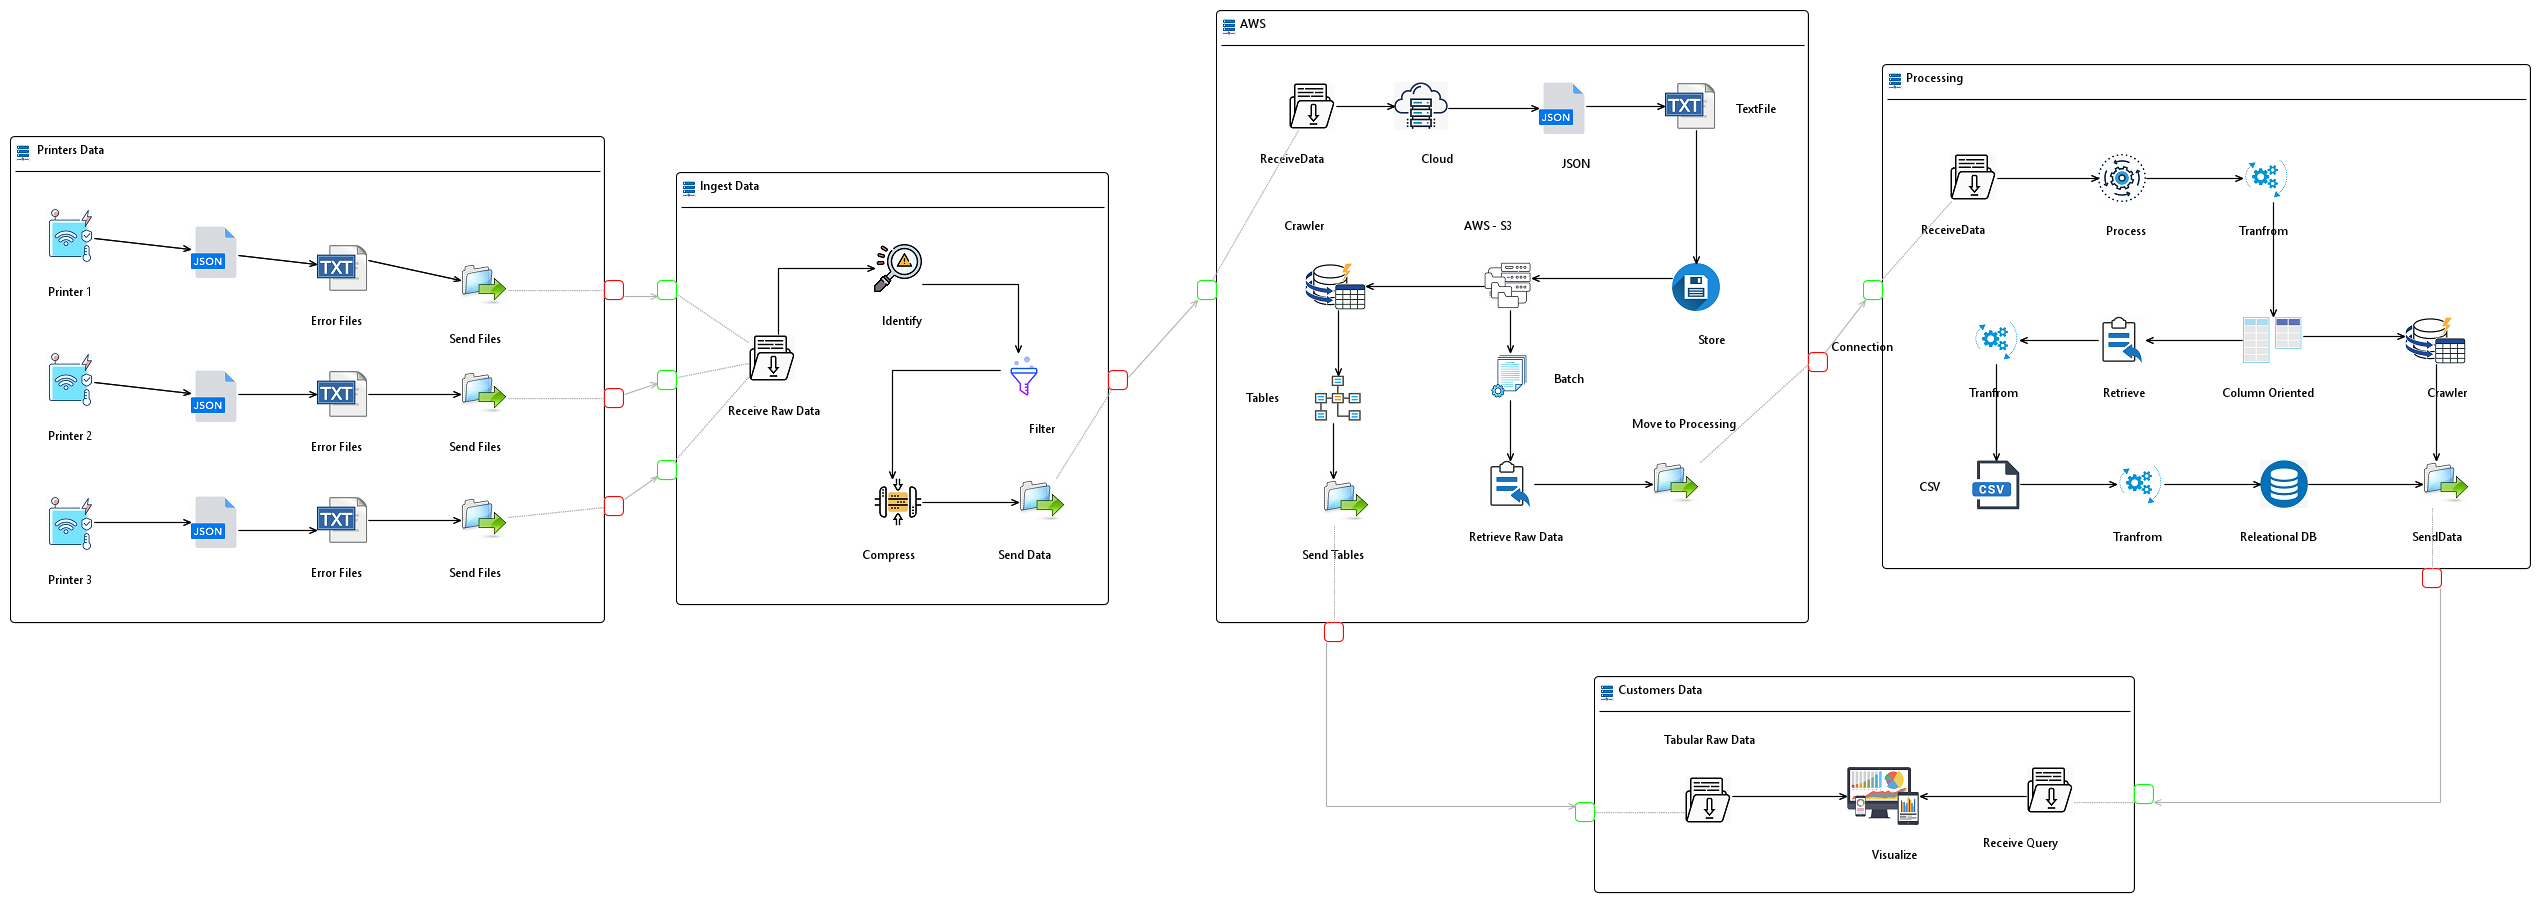 Printers Data
JSON
TXT
Printer 1
Error Files
Send Files
JSON
TXT
Printer 2
Error Files
Send Files
JSON
TXT
Printer 3
Error Files
Send Files
Ingest Data
Identify
Receive Raw Data
Filter
Compress
Send Data
AWS
JSON
TXT
TextFile
ReceiveData
Cloud
JSON
Crawler
AWS - S3
Store
Tables
Batch
Move to Processing
Send Tables
Retrieve Raw Data
Connection
Processing
ReceiveData
Process
Tranfrom
Tranfrom
Retrieve
Column Oriented
Crawler
CSV
CSV
Tranfrom
Releational DB
SendData
Customers Data
Tabular Raw Data
Visualize
Receive Query